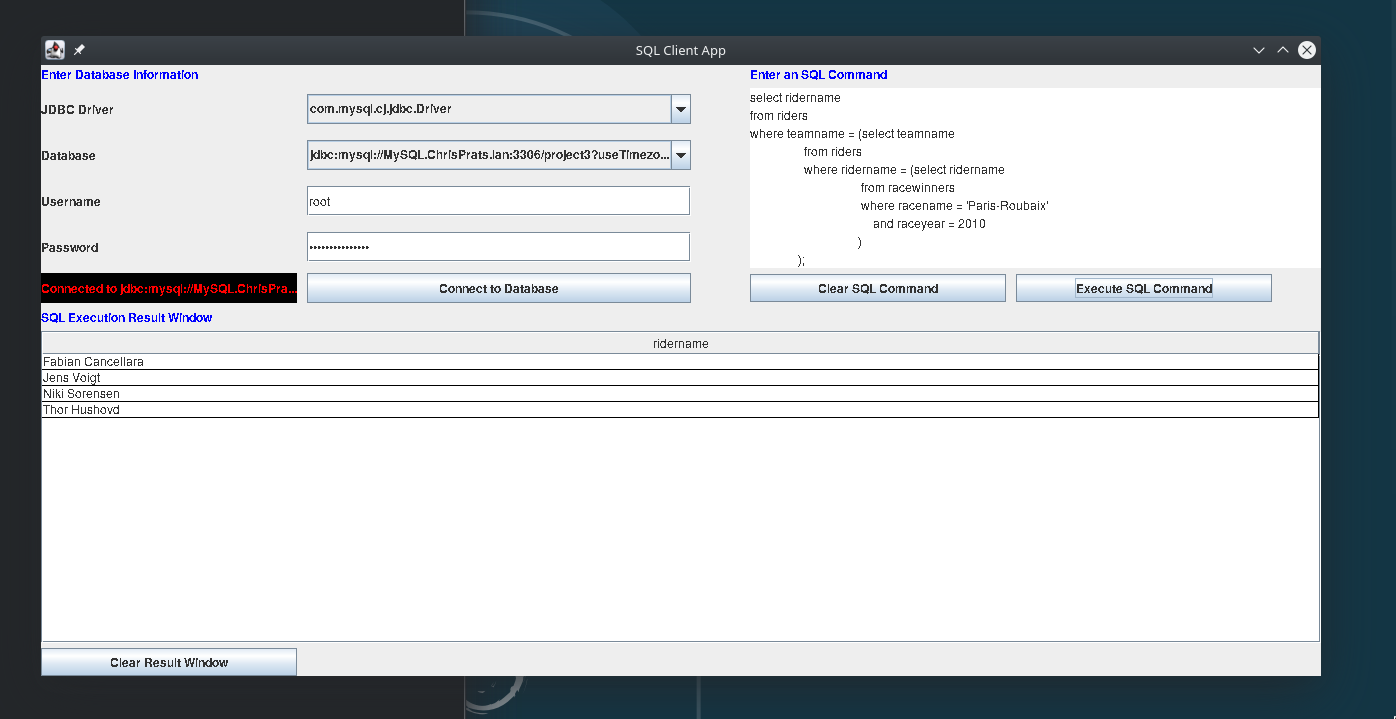 SQL Client App
Enter Database Information
JDBC Driver
com.mysql.cj.jdbc.Driver
Database
jdbc:mysql://MySQL.ChrisPrats.lan:3306/project3?useTimezo...
Username
root
Password
•••••••••••••••
Connected to jdbc:mysql://MySQL.ChrisPra...
Connect to Database
Enter an SQL Command
select ridername
from riders
where teamname = (select teamname
from riders
where ridername = (select ridername
from racewinners
where racename = 'Paris-Roubaix'
and raceyear = 2010
)
);
Clear SQL Command
Execute SQL Command
SQL Execution Result Window
ridername
Fabian Cancellara
Jens Voigt
Niki Sorensen
Thor Hushovd
Clear Result Window